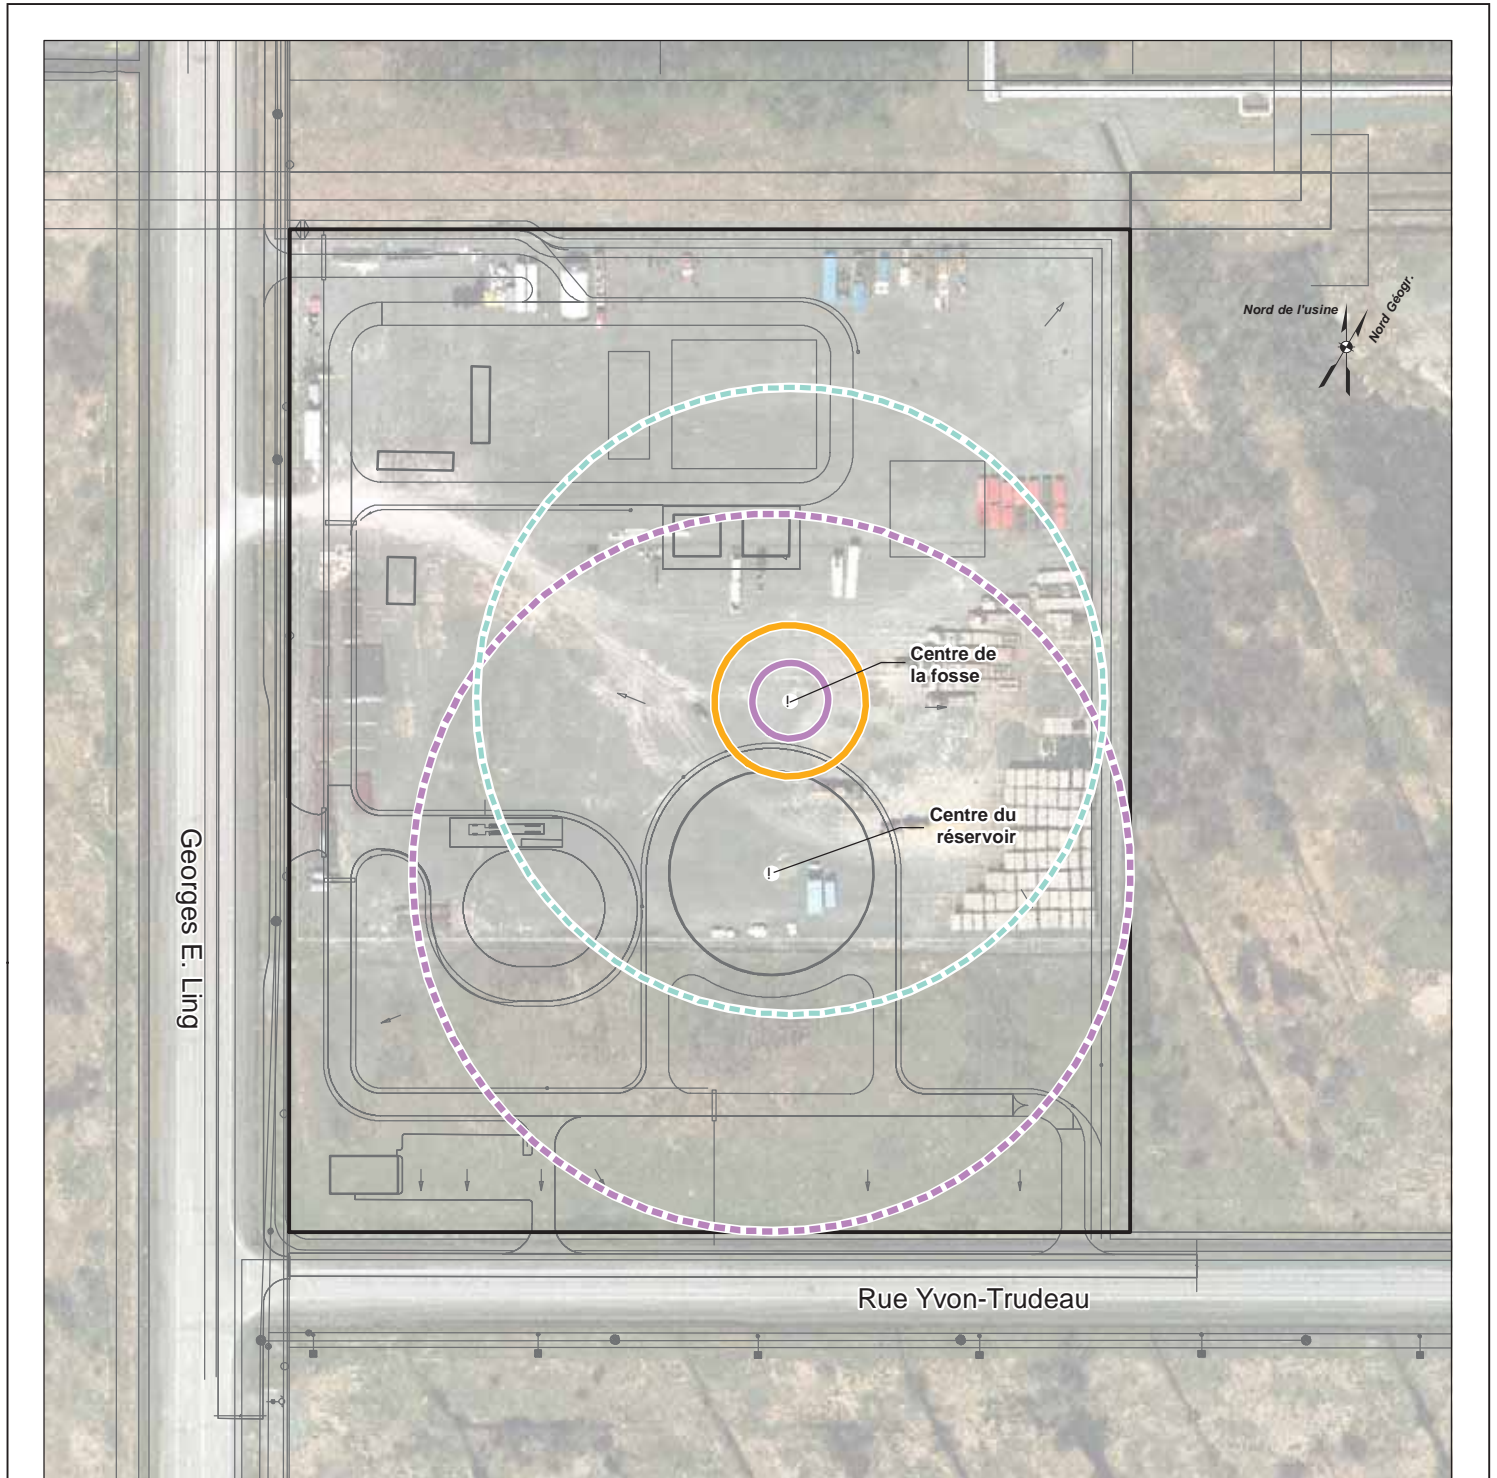 Nord de l'usine
Nord Géogr.
Centre de
la fosse
Centre du
réservoir
Georges E. Ling
Rue Yvon-Trudeau